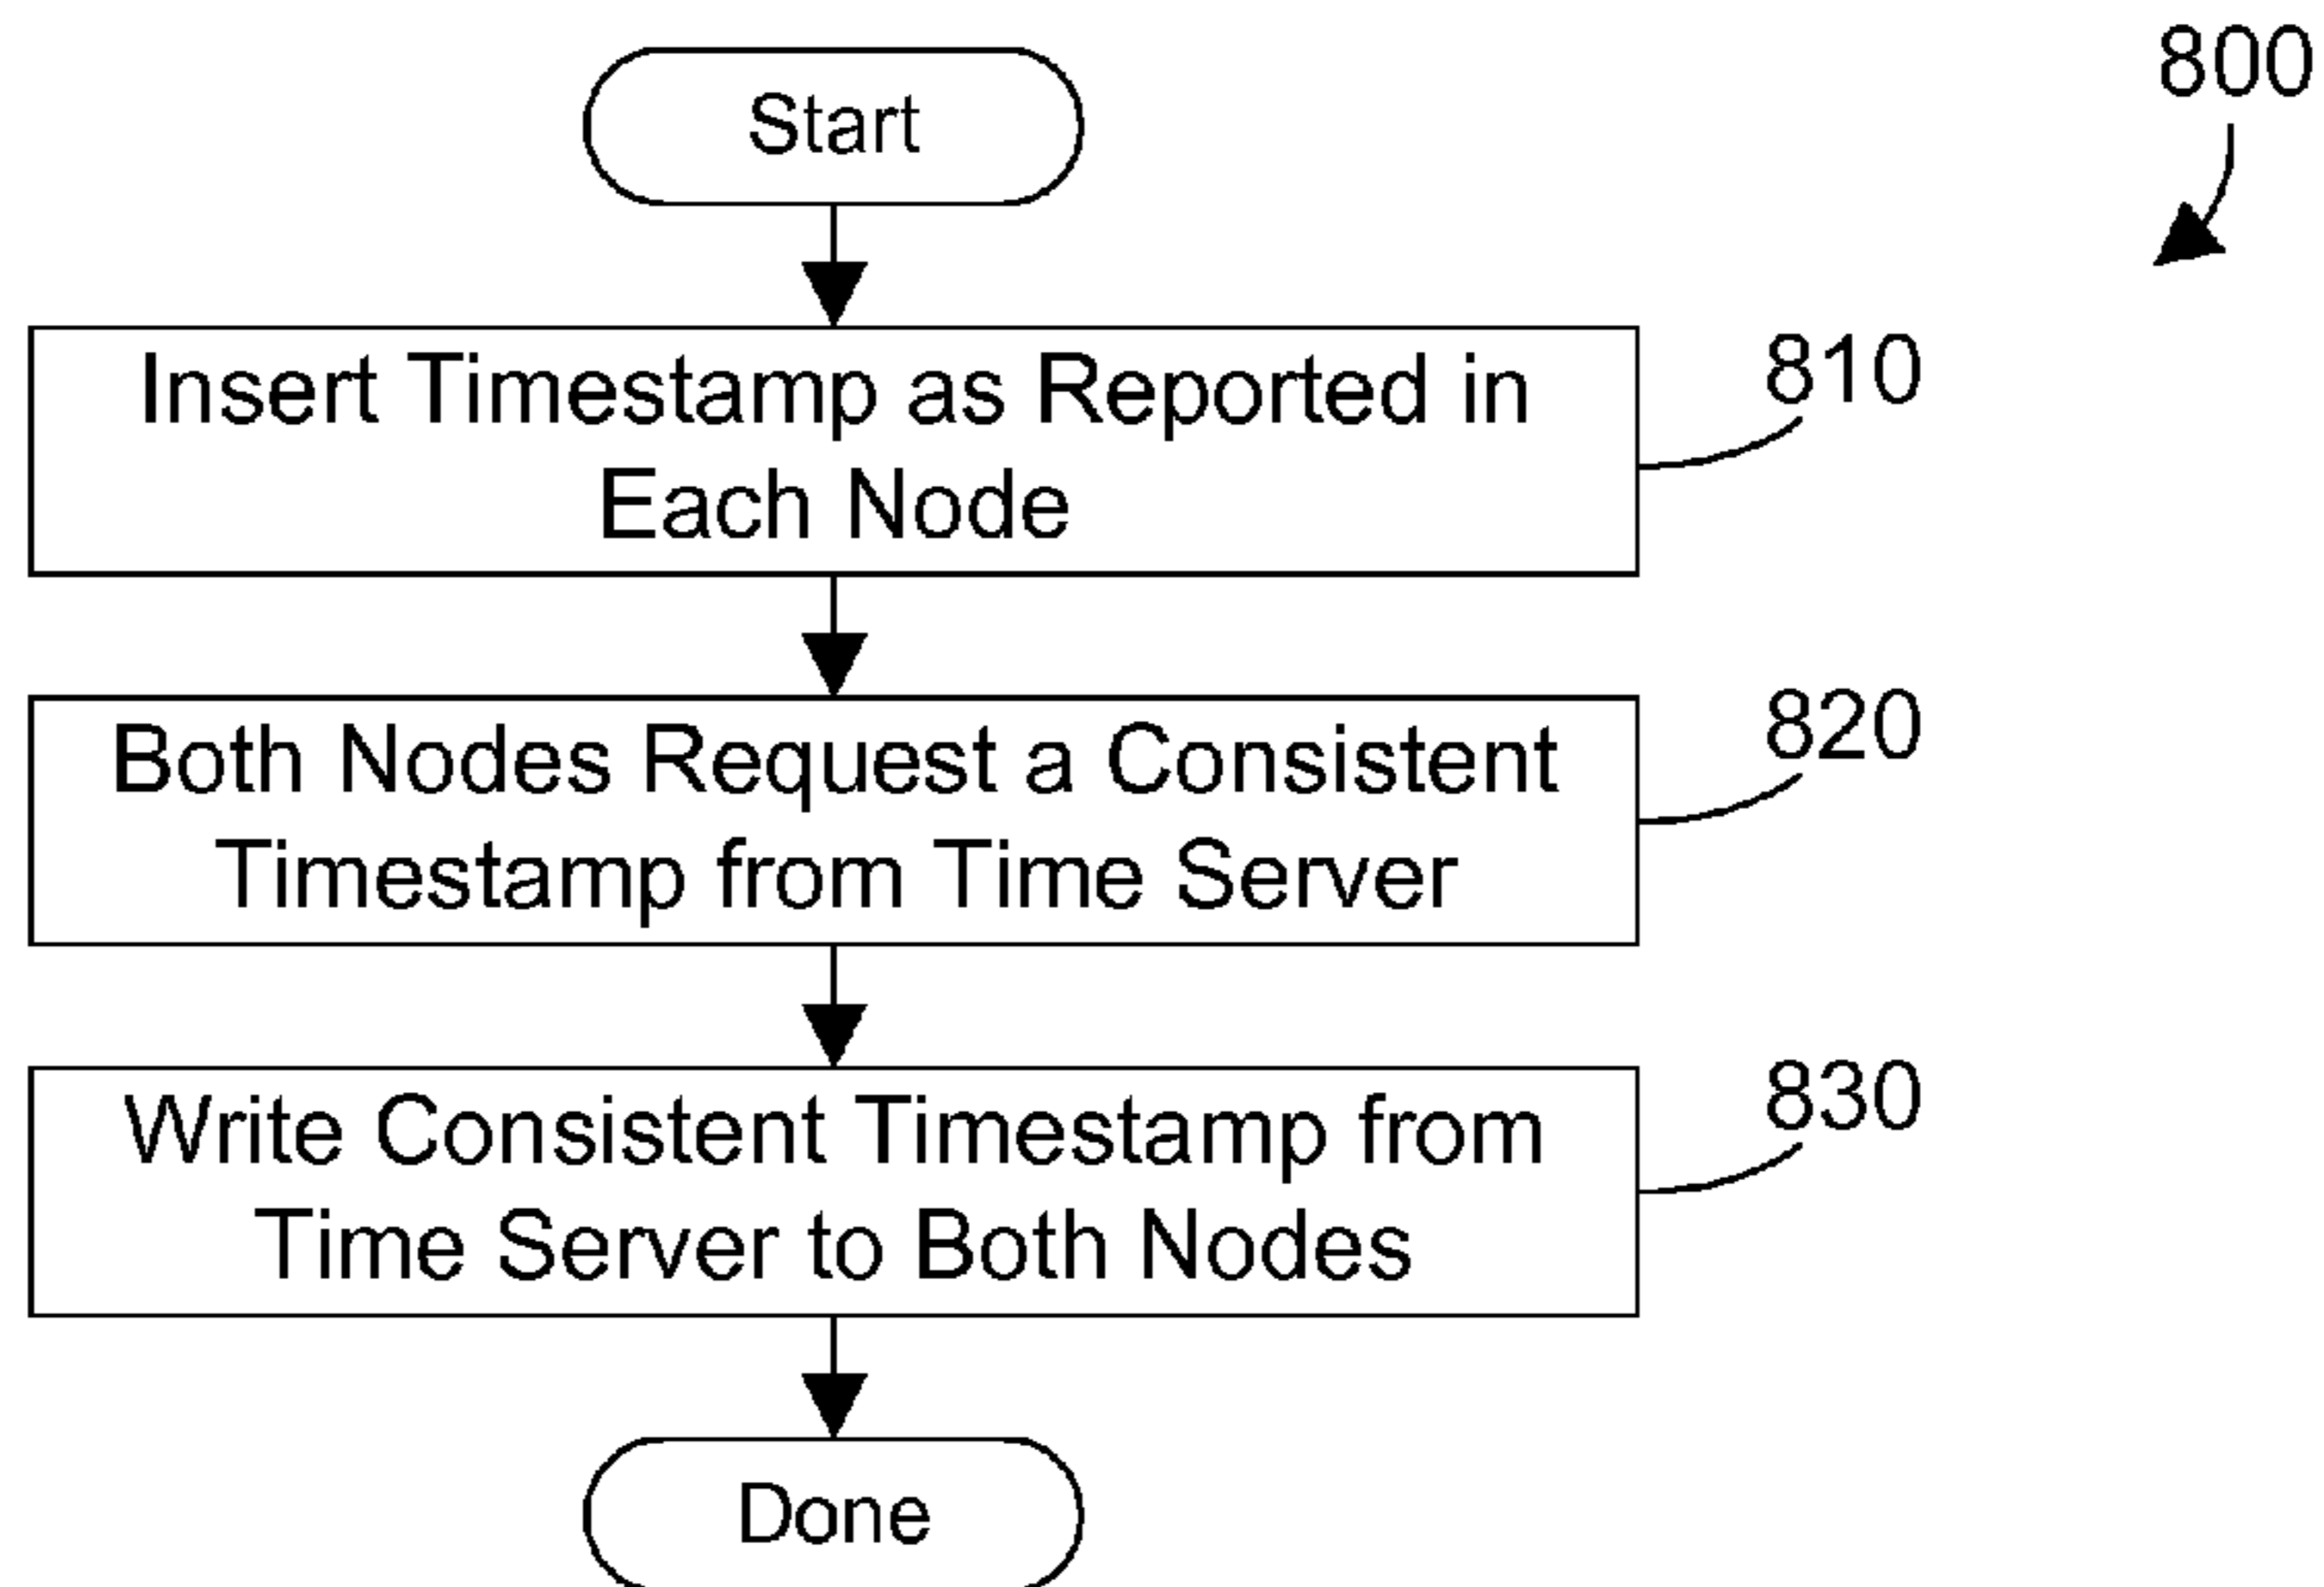 Start
800
Insert Timestamp as Reported in
Each Node
810
Both Nodes Request a Consistent
Timestamp from Time Server
820
Write Consistent Timestamp from
Time Server to Both Nodes
830
Done